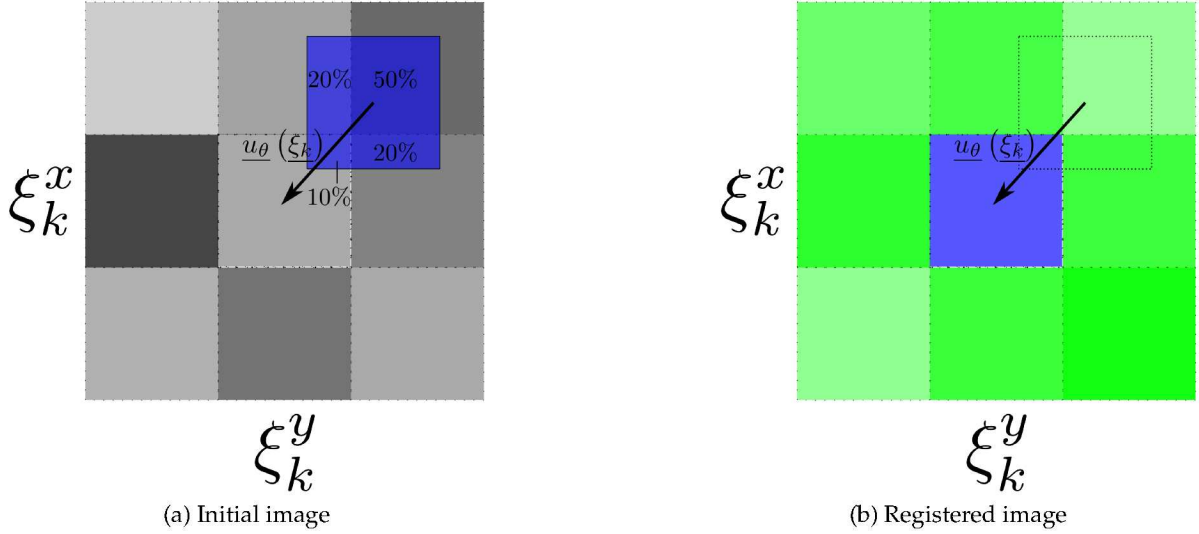 20% 50%
u_θ (ξ_k)
20%
10%
ξ_k^x
ξ_k^y
(a) Initial image
u_θ (ξ_k)
ξ_k^x
ξ_k^y
(b) Registered image